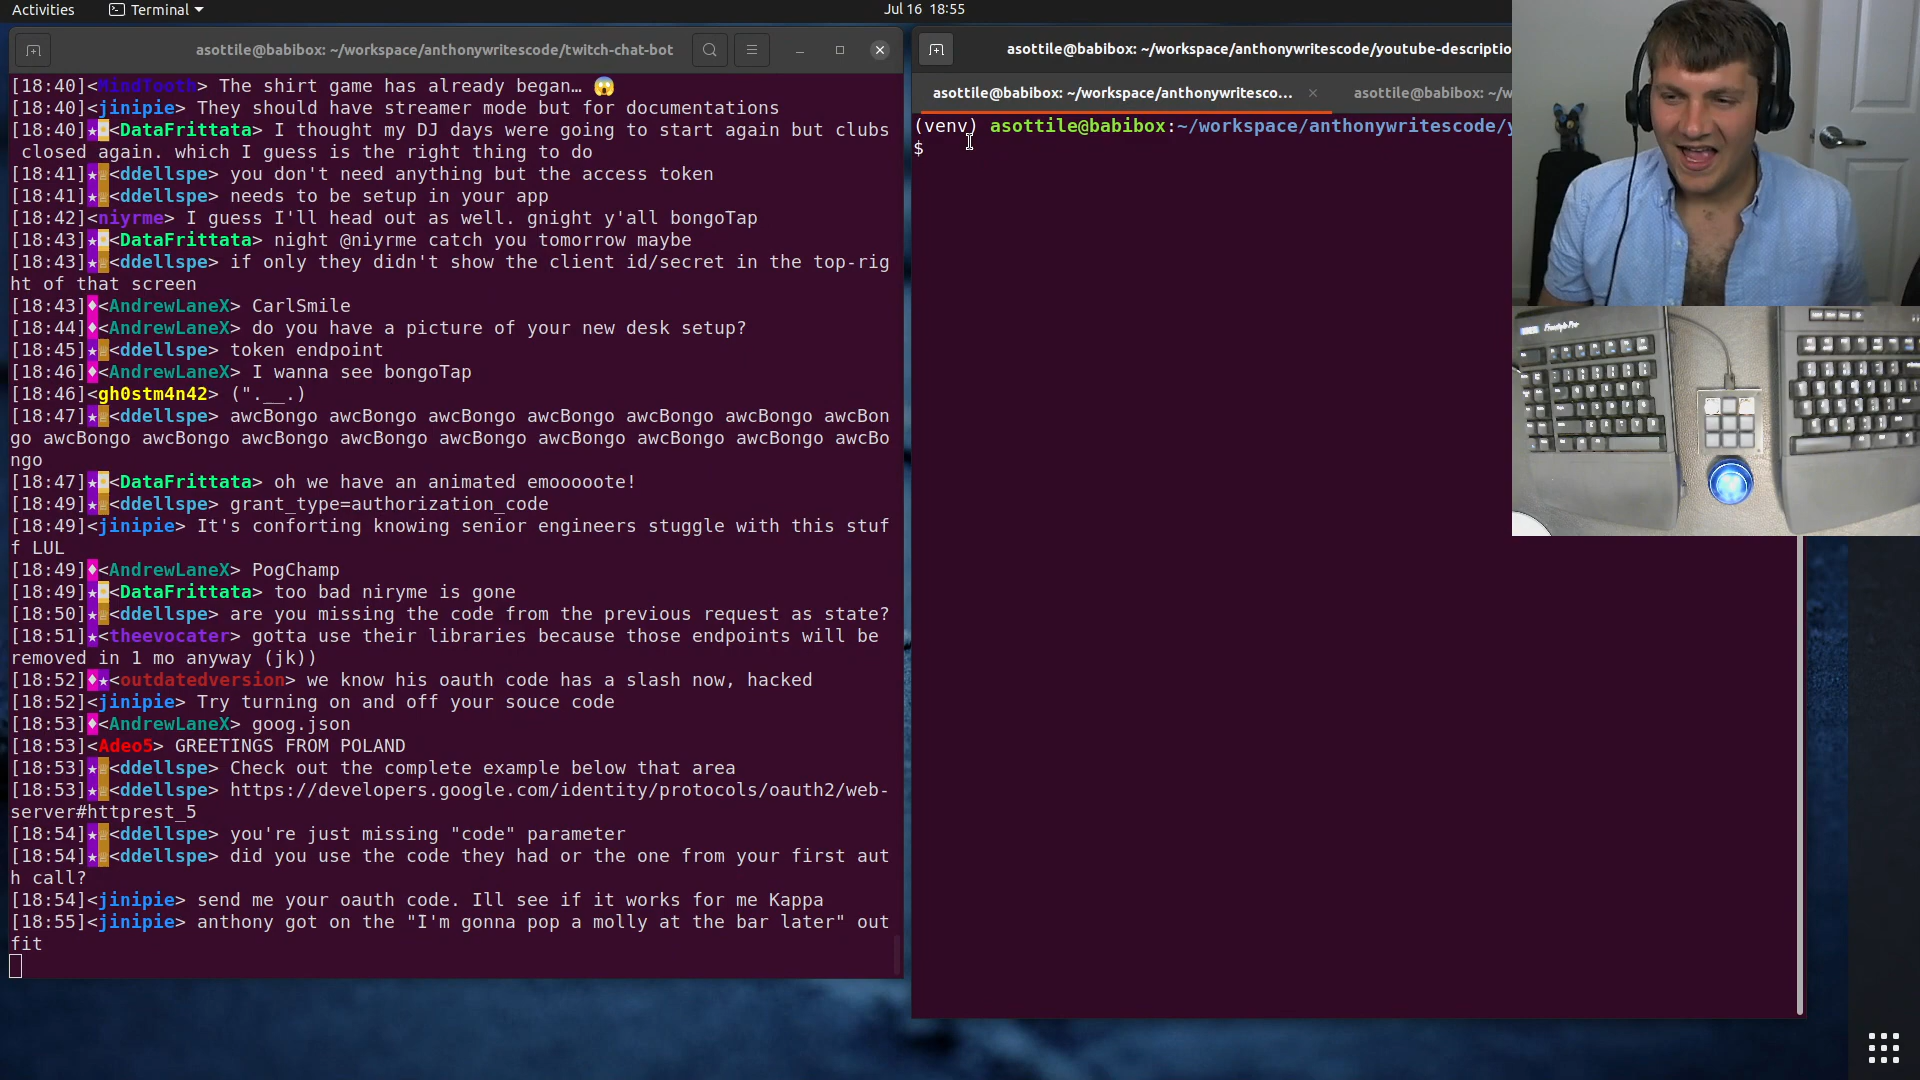 Activities
Terminal
Jul 16 18:55
asottile@babibox: ~/workspace/anthonywritescode/twitch-chat-bot
[18:40]<MindTooth> The shirt game has already began… 😱
[18:40]<jinipie> They should have streamer mode but for documentations
[18:40]★<DataFrittata> I thought my DJ days were going to start again but clubs
closed again. which I guess is the right thing to do
[18:41]★<ddellspe> you don't need anything but the access token
[18:41]★<ddellspe> needs to be setup in your app
[18:42]<niyrme> I guess I'll head out as well. gnight y'all bongoTap
[18:43]★<DataFrittata> night @niyrme catch you tomorrow maybe
[18:43]★<ddellspe> if only they didn't show the client id/secret in the top-rig
ht of that screen
[18:43]♦<AndrewLaneX> CarlSmile
[18:44]♦<AndrewLaneX> do you have a picture of your new desk setup?
[18:45]★<ddellspe> token endpoint
[18:46]♦<AndrewLaneX> I wanna see bongoTap
[18:46]<gh0stm4n42> (".__.)
[18:47]★<ddellspe> awcBongo awcBongo awcBongo awcBongo awcBongo awcBongo awcBon
go awcBongo awcBongo awcBongo awcBongo awcBongo awcBongo awcBongo awcBongo awcBo
ngo
[18:47]★<DataFrittata> oh we have an animated emooooote!
[18:49]★<ddellspe> grant_type=authorization_code
[18:49]<jinipie> It's conforting knowing senior engineers stuggle with this stuf
f LUL
[18:49]♦<AndrewLaneX> PogChamp
[18:49]★<DataFrittata> too bad niryme is gone
[18:50]★<ddellspe> are you missing the code from the previous request as state?
[18:51]★<theevocater> gotta use their libraries because those endpoints will be
removed in 1 mo anyway (jk))
[18:52]♦★<outdatedversion> we know his oauth code has a slash now, hacked
[18:52]<jinipie> Try turning on and off your souce code
[18:53]♦<AndrewLaneX> goog.json
[18:53]<Adeo5> GREETINGS FROM POLAND
[18:53]★<ddellspe> Check out the complete example below that area
[18:53]★<ddellspe> https://developers.google.com/identity/protocols/oauth2/web-
server#httprest_5
[18:54]★<ddellspe> you're just missing "code" parameter
[18:54]★<ddellspe> did you use the code they had or the one from your first aut
h call?
[18:54]<jinipie> send me your oauth code. Ill see if it works for me Kappa
[18:55]<jinipie> anthony got on the "I'm gonna pop a molly at the bar later" out
fit
asottile@babibox: ~/workspace/anthonywritescode/youtube-descriptio
asottile@babibox: ~/workspace/anthonywritesco…
asottile@babibox: ~/w
(venv) asottile@babibox:~/workspace/anthonywritescode/y
$
Freestyle Pro